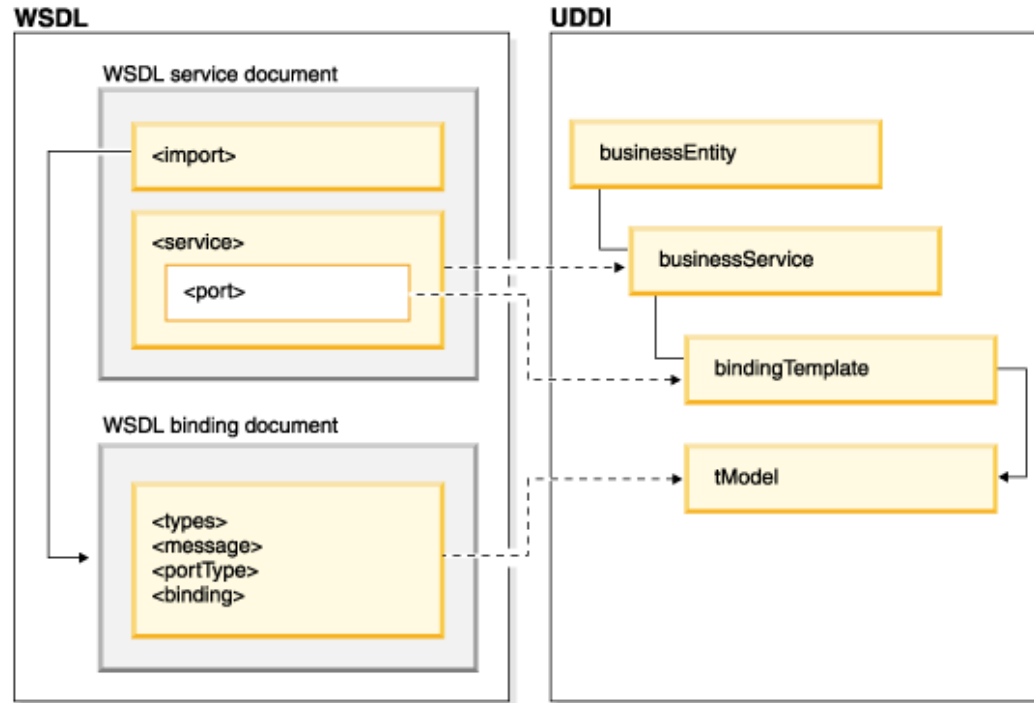 WSDL
WSDL service document
<import>
<service>
<port>
WSDL binding document
<types>
<message>
<portType>
<binding>
UDDI
businessEntity
businessService
bindingTemplate
tModel